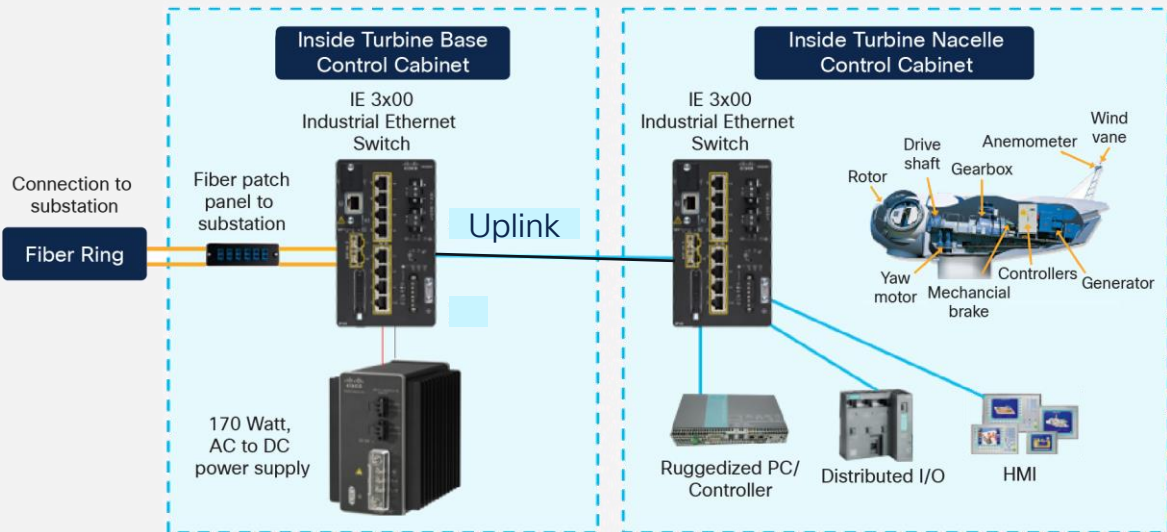 Inside Turbine Base
Control Cabinet
Inside Turbine Nacelle
Control Cabinet
IE 3x00
Industrial Ethernet
Switch
IE 3x00
Industrial Ethernet
Switch
Connection to
substation
Fiber Ring
Fiber patch
panel to
substation
Uplink
Rotor
Drive
shaft
Gearbox
Anemometer
Wind
vane
Yaw
motor
Mechancial
brake
Controllers
Generator
170 Watt,
AC to DC
power supply
Ruggedized PC/
Controller
Distributed I/O
HMI